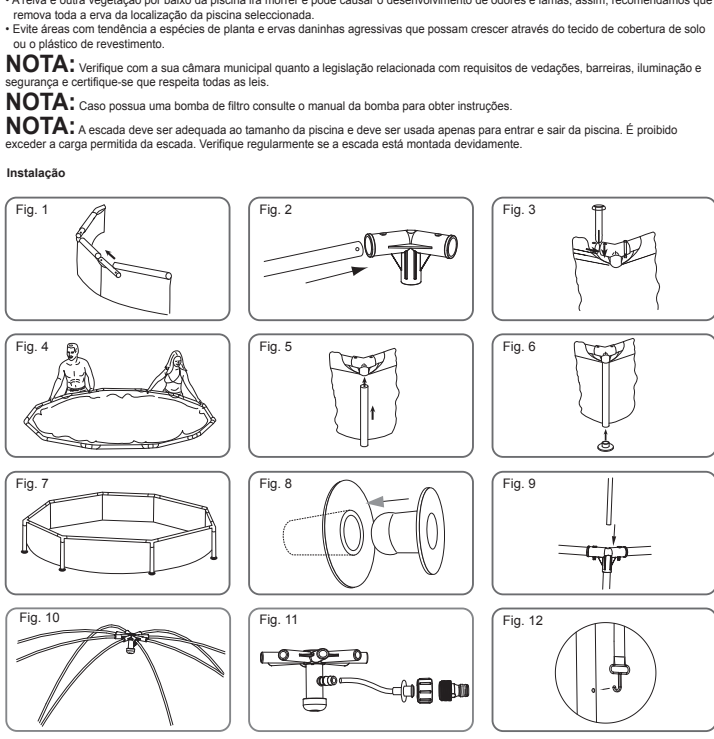 • A relva e outra vegetação por baixo da piscina irá morrer e pode causar o desenvolvimento de odores e lamas, assim, recomendamos que
remova toda a erva da localização da piscina seleccionada.
• Evite áreas com tendência a espécies de planta e ervas daninhas agressivas que possam crescer através do tecido de cobertura de solo
ou o plástico de revestimento.
NOTA: Verifique com a sua câmara municipal quanto a legislação relacionada com requisitos de vedações, barreiras, iluminação e
segurança e certifique-se que respeita todas as leis.
NOTA: Caso possua uma bomba de filtro consulte o manual da bomba para obter instruções.
NOTA: A escada deve ser adequada ao tamanho da piscina e deve ser usada apenas para entrar e sair da piscina. É proibido
exceder a carga permitida da escada. Verifique regularmente se a escada está montada devidamente.
Instalação
Fig. 1
Fig. 2
Fig. 3
Fig. 4
Fig. 5
Fig. 6
Fig. 7
Fig. 8
Fig. 9
Fig. 10
Fig. 11
Fig. 12